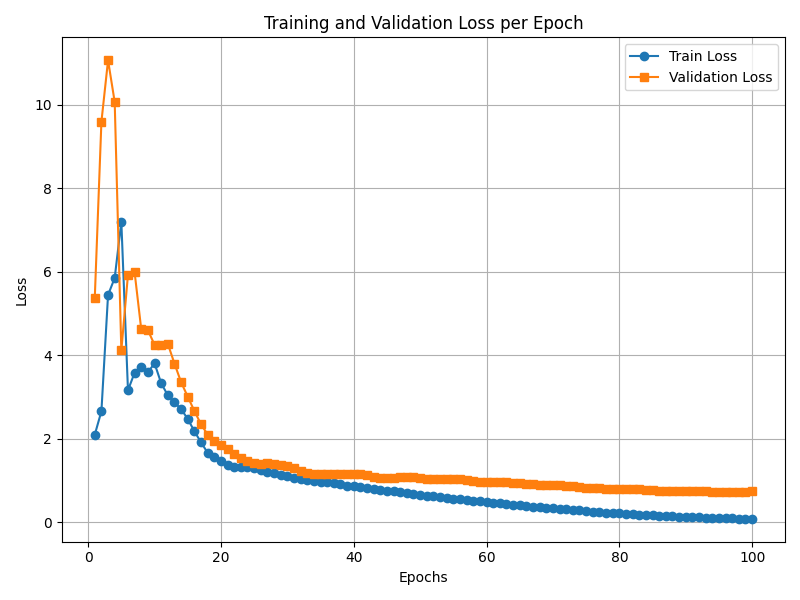 Training and Validation Loss per Epoch
Train Loss
Validation Loss
10
8
6
4
2
0
Loss
0 20 40 60 80 100
Epochs